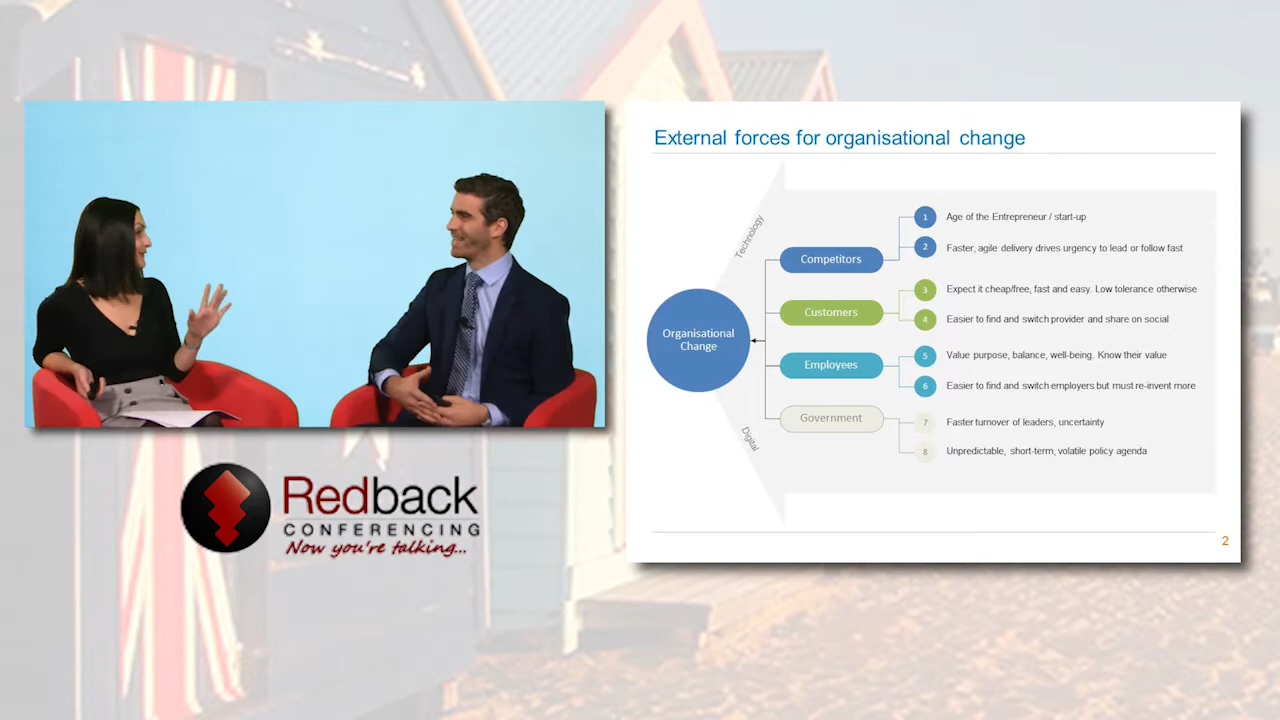 External forces for organisational change
Technology
Digital
Organisational
Change
Competitors
1 Age of the Entrepreneur / start-up
2 Faster, agile delivery drives urgency to lead or follow fast
Customers
3 Expect it cheap/free, fast and easy. Low tolerance otherwise
4 Easier to find and switch provider and share on social
Employees
5 Value purpose, balance, well-being. Know their value
6 Easier to find and switch employers but must re-invent more
Government
7 Faster turnover of leaders, uncertainty
8 Unpredictable, short-term, volatile policy agenda
2
Redback
CONFERENCING
Now you're talking...